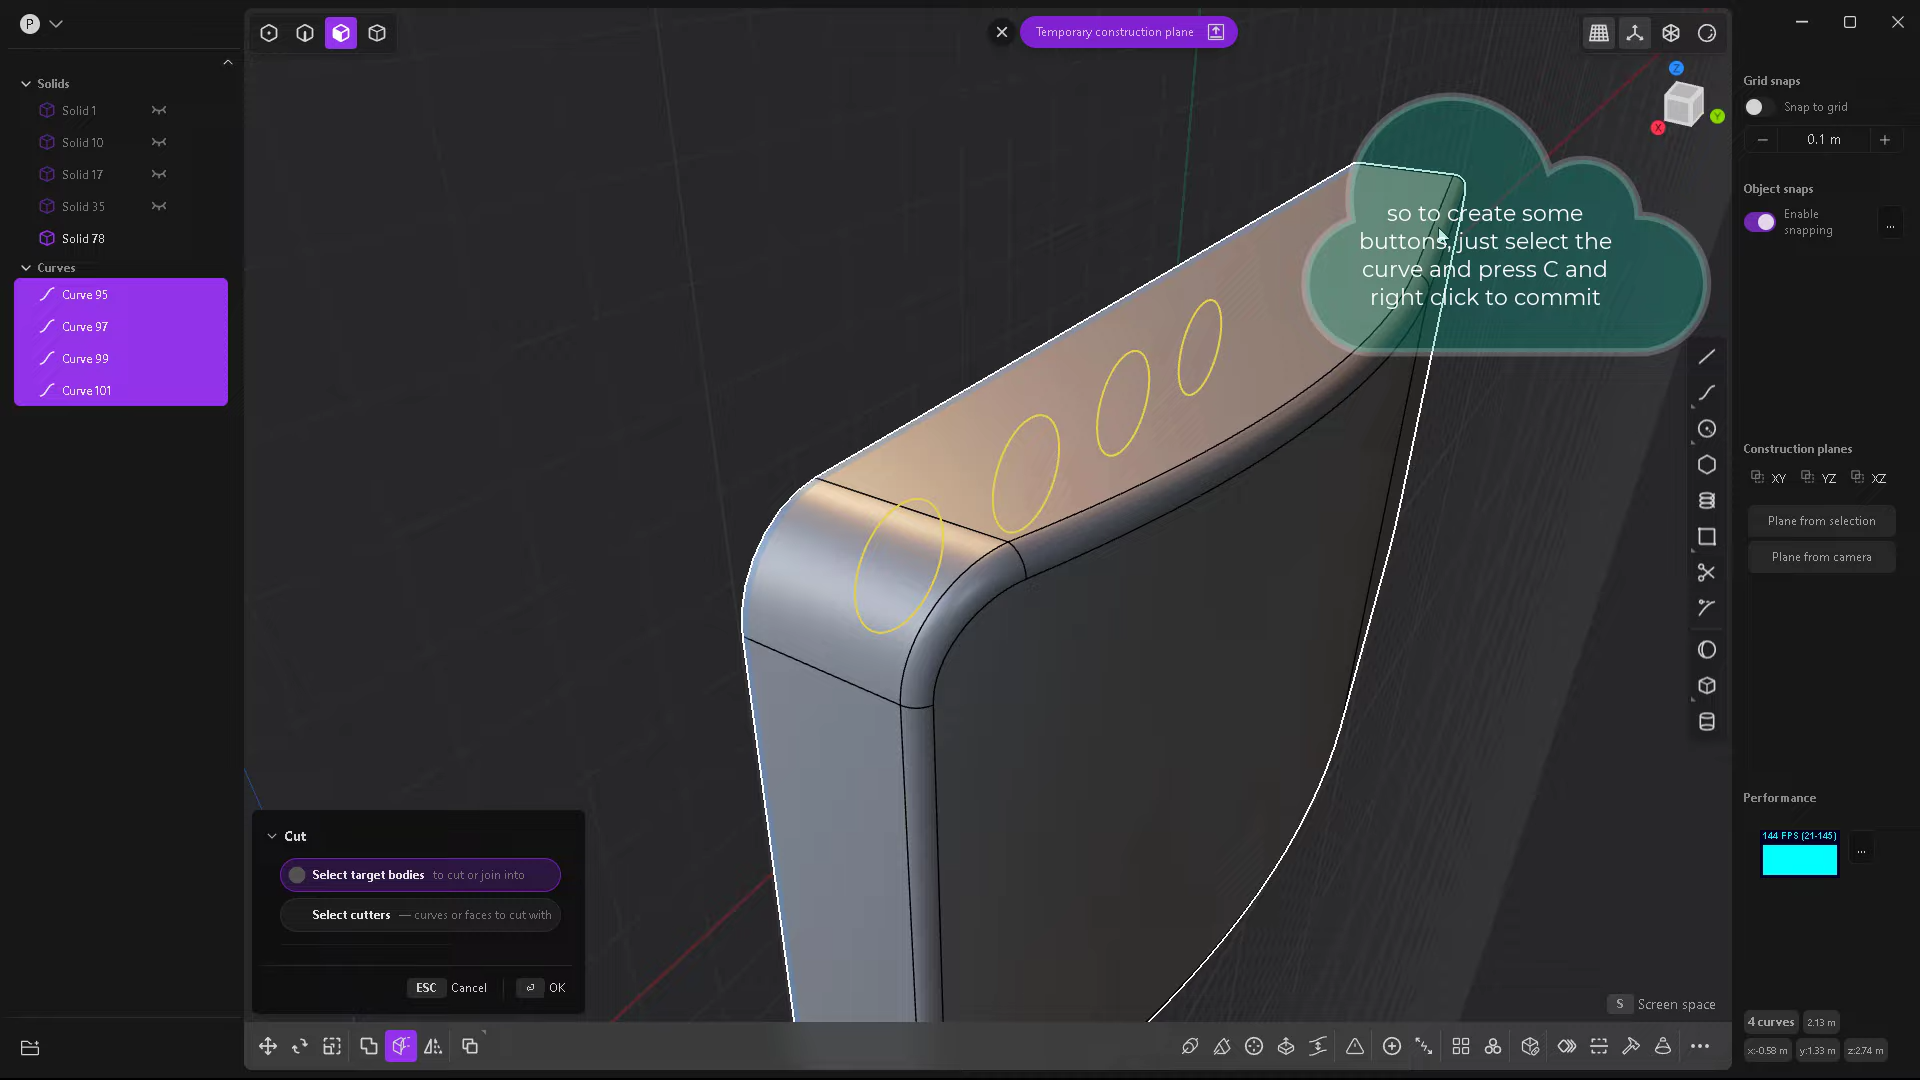 P
Temporary construction plane
Solids
Solid 1
Solid 10
Solid 17
Solid 35
Solid 78
Curves
Curve 95
Curve 97
Curve 99
Curve 101
Z
Y
X
so to create some
buttons, just select the
curve and press C and
right click to commit
Grid snaps
Snap to grid
0.1 m
Object snaps
Enable
snapping
...
Construction planes
XY
YZ
XZ
Plane from selection
Plane from camera
Performance
144 FPS (21-145)
...
Cut
Select target bodies to cut or join into
Select cutters — curves or faces to cut with
ESC Cancel
OK
S Screen space
4 curves 2.13 m
x:-0.58 m y:1.33 m z:2.74 m